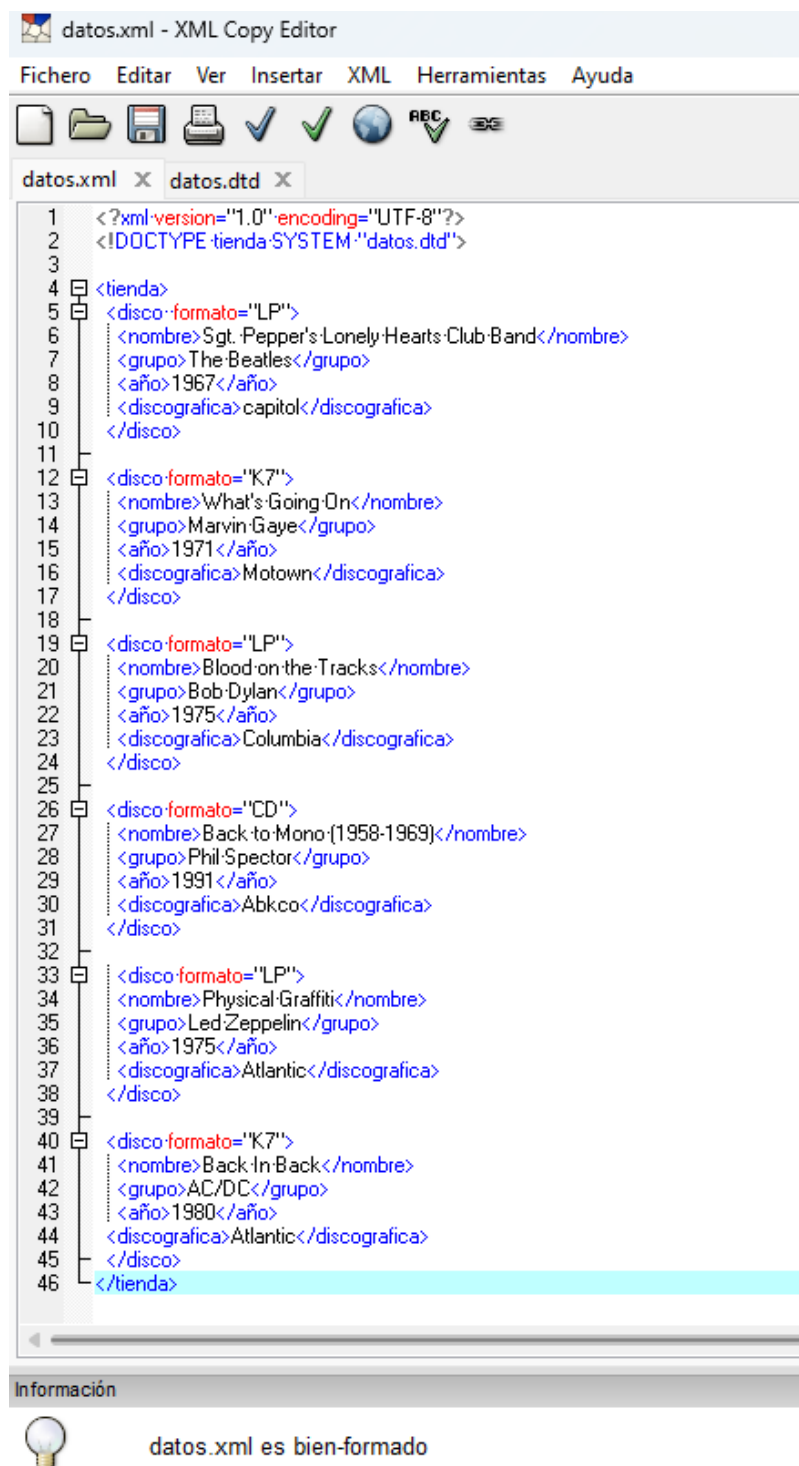 datos.xml - XML Copy Editor
Fichero Editar Ver Insertar XML Herramientas Ayuda
ABC
datos.xml X datos.dtd X
1 <?xml version="1.0" encoding="UTF-8"?>
2 <!DOCTYPE tienda SYSTEM "datos.dtd">
3
4 <tienda>
5 <disco formato="LP">
6 <nombre>Sgt. Pepper's Lonely Hearts Club Band</nombre>
7 <grupo>The Beatles</grupo>
8 <año>1967</año>
9 <discografica>capitol</discografica>
10 </disco>
11
12 <disco formato="K7">
13 <nombre>What's Going On</nombre>
14 <grupo>Marvin Gaye</grupo>
15 <año>1971</año>
16 <discografica>Motown</discografica>
17 </disco>
18
19 <disco formato="LP">
20 <nombre>Blood on the Tracks</nombre>
21 <grupo>Bob Dylan</grupo>
22 <año>1975</año>
23 <discografica>Columbia</discografica>
24 </disco>
25
26 <disco formato="CD">
27 <nombre>Back to Mono (1958-1969)</nombre>
28 <grupo>Phil Spector</grupo>
29 <año>1991</año>
30 <discografica>Abkco</discografica>
31 </disco>
32
33 <disco formato="LP">
34 <nombre>Physical Graffiti</nombre>
35 <grupo>Led Zeppelin</grupo>
36 <año>1975</año>
37 <discografica>Atlantic</discografica>
38 </disco>
39
40 <disco formato="K7">
41 <nombre>Back In Back</nombre>
42 <grupo>AC/DC</grupo>
43 <año>1980</año>
44 <discografica>Atlantic</discografica>
45 </disco>
46 </tienda>
Información
datos.xml es bien-formado